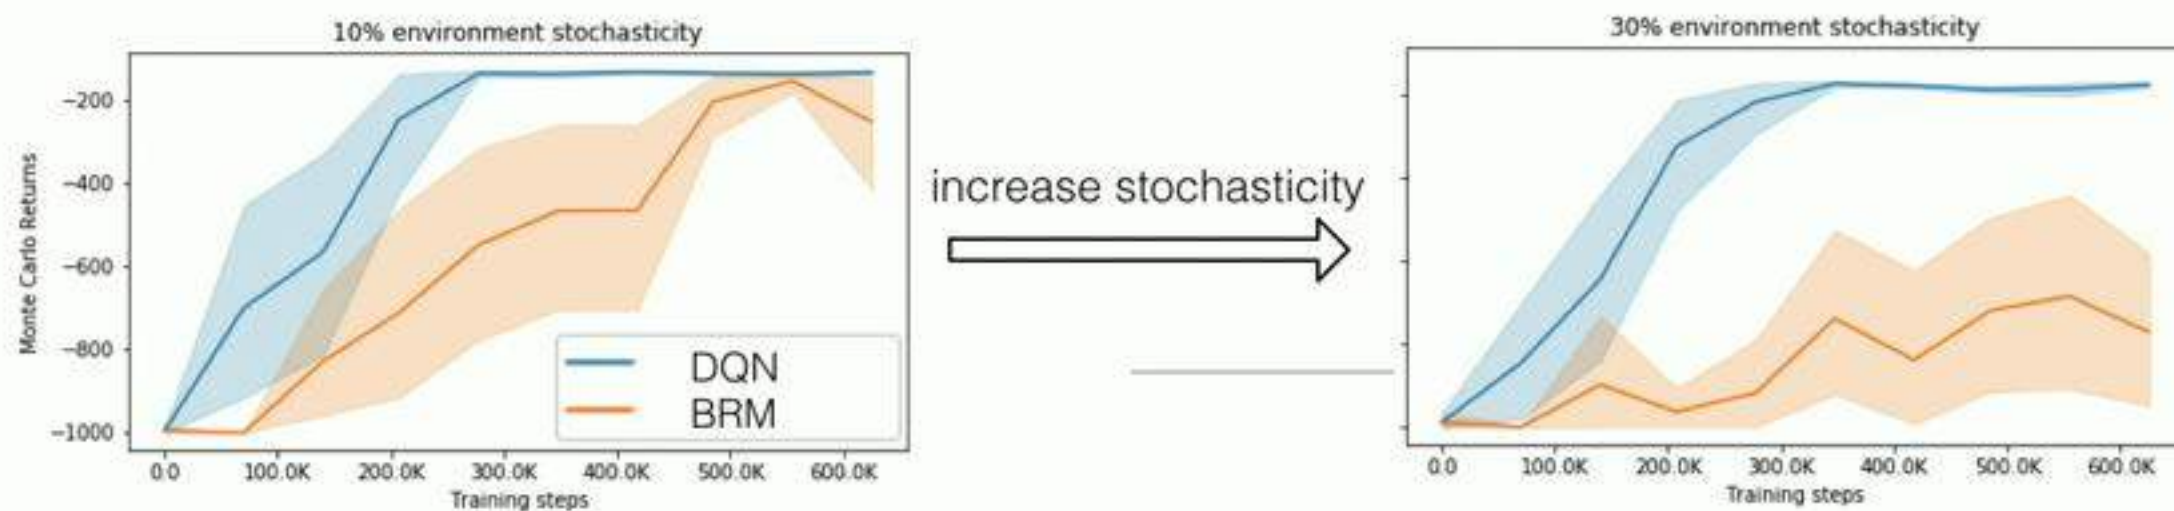 10% environment stochasticity
Monte Carlo Returns
−200
−400
−600
−800
−1000
DQN
BRM
0.0 100.0K 200.0K 300.0K 400.0K 500.0K 600.0K
Training steps
increase stochasticity
30% environment stochasticity
0.0 100.0K 200.0K 300.0K 400.0K 500.0K 600.0K
Training steps